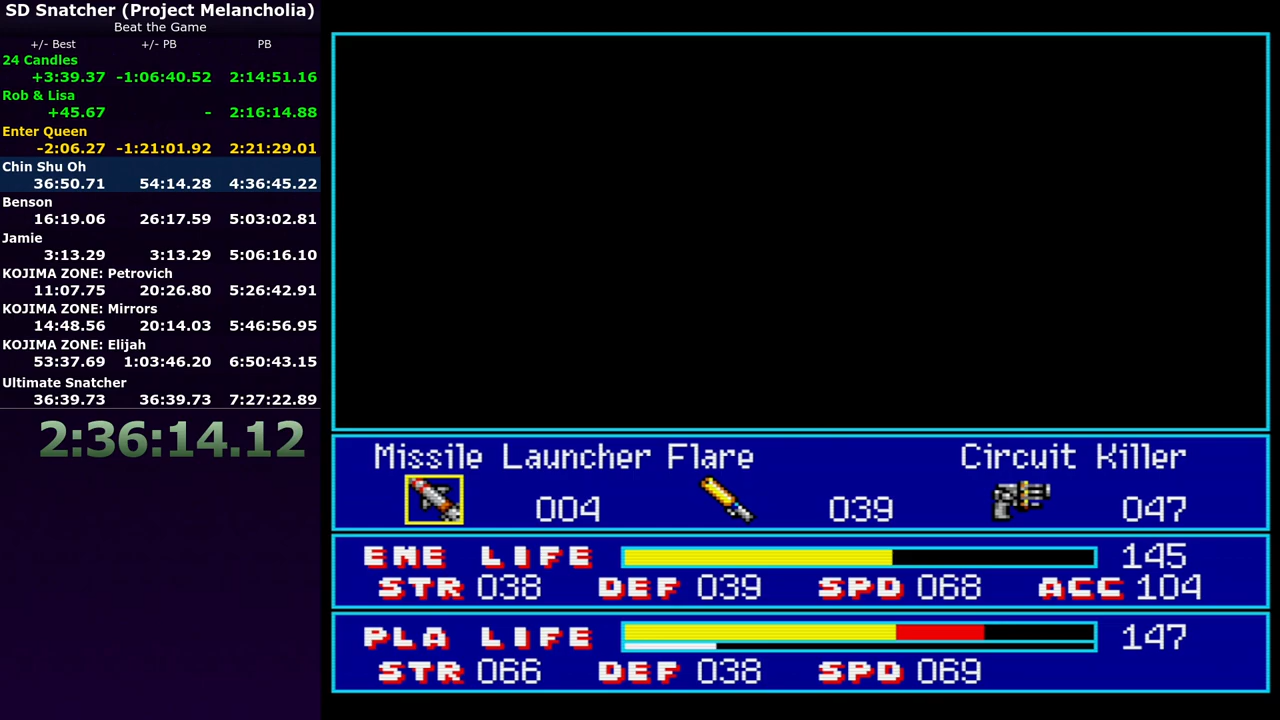 SD Snatcher (Project Melancholia)
Beat the Game
+/- Best +/- PB PB
24 Candles
+3:39.37 -1:06:40.52 2:14:51.16
Rob & Lisa
+45.67 - 2:16:14.88
Enter Queen
-2:06.27 -1:21:01.92 2:21:29.01
Chin Shu Oh
36:50.71 54:14.28 4:36:45.22
Benson
16:19.06 26:17.59 5:03:02.81
Jamie
3:13.29 3:13.29 5:06:16.10
KOJIMA ZONE: Petrovich
11:07.75 20:26.80 5:26:42.91
KOJIMA ZONE: Mirrors
14:48.56 20:14.03 5:46:56.95
KOJIMA ZONE: Elijah
53:37.69 1:03:46.20 6:50:43.15
Ultimate Snatcher
36:39.73 36:39.73 7:27:22.89
2:36:14.12
Missile Launcher Flare Circuit Killer
004 039 047
ENE LIFE 145
STR 038 DEF 039 SPD 068 ACC 104
PLA LIFE 147
STR 066 DEF 038 SPD 069